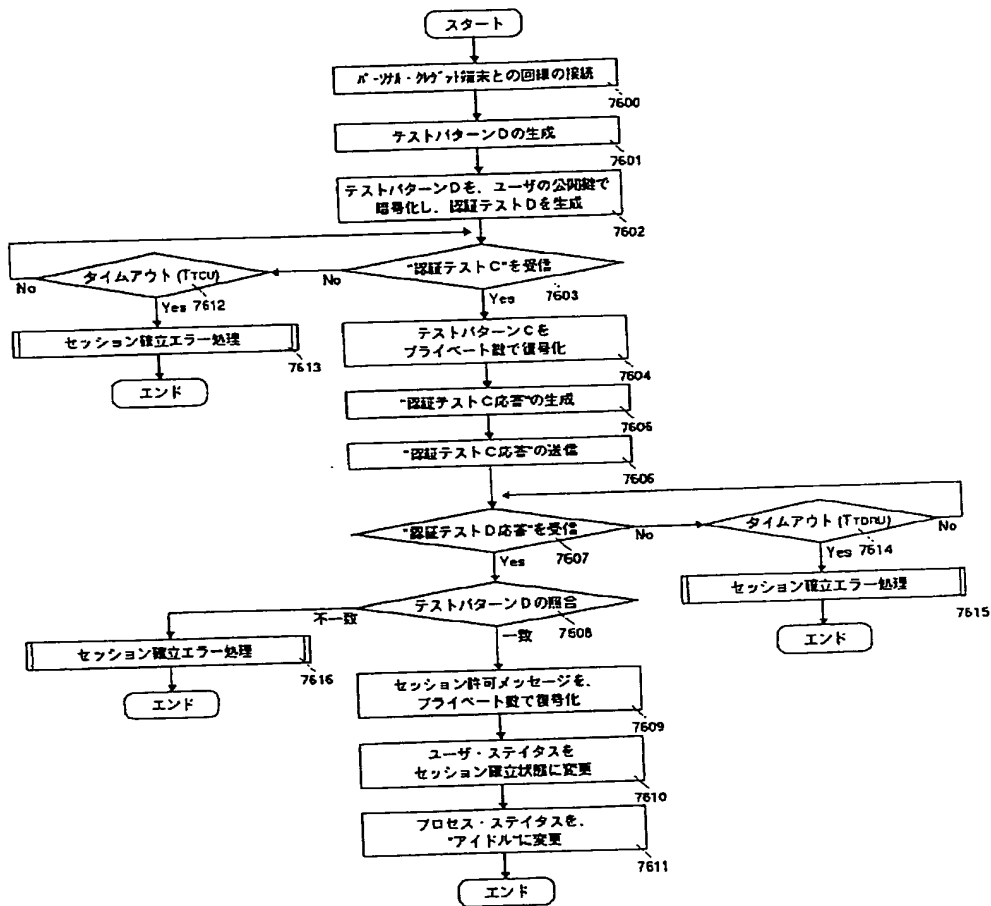 スタート
パーソナル・クレジット端末との回線の接続
7600
テストパターンDの生成
7601
テストパターンDを、ユーザの公開鍵で
暗号化し、認証テストDを生成
7602
"認証テストC"を受信
7603
No
Yes
タイムアウト(TTCU)
7612
No
Yes
セッション確立エラー処理
7613
エンド
テストパターンCを
プライベート鍵で復号化
7604
"認証テストC応答"の生成
7605
"認証テストC応答"の送信
7606
"認証テストD応答"を受信
7607
No
Yes
タイムアウト(TTDRU)
7614
No
Yes
セッション確立エラー処理
7615
エンド
テストパターンDの照合
7608
不一致
一致
セッション確立エラー処理
7616
エンド
セッション許可メッセージを、
プライベート鍵で復号化
7609
ユーザ・ステイタスを
セッション確立状態に変更
7610
プロセス・ステイタスを、
"アイドル"に変更
7611
エンド